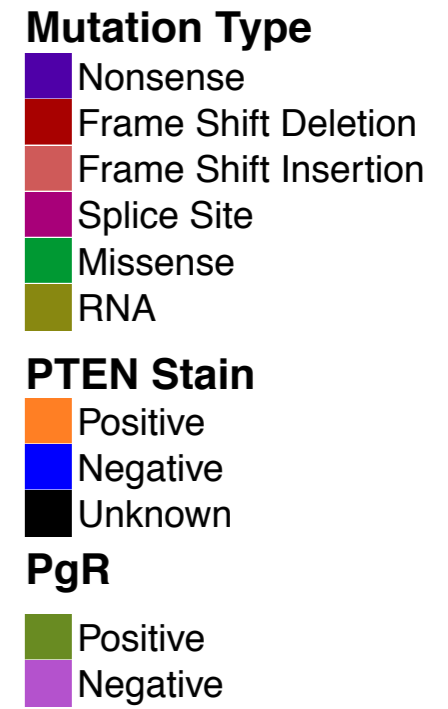 Mutation Type
Nonsense
Frame Shift Deletion
Frame Shift Insertion
Splice Site
Missense
RNA
PTEN Stain
Positive
Negative
Unknown
PgR
Positive
Negative